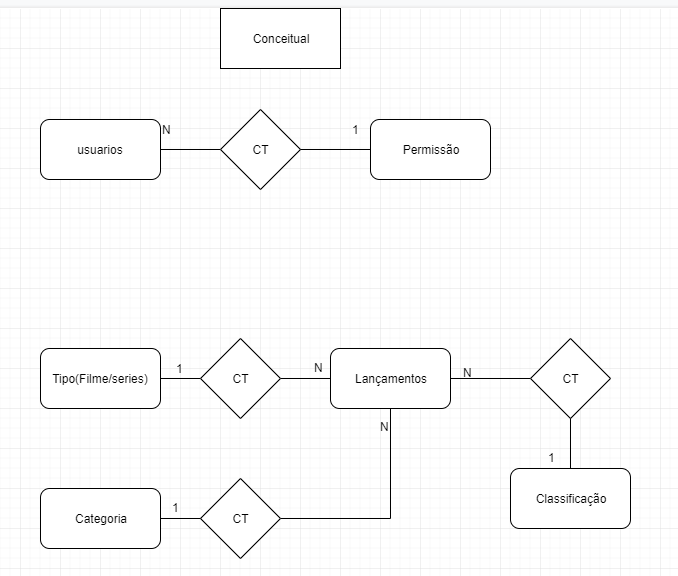 Conceitual
usuarios
N
CT
1
Permissão
Tipo(Filme/series)
1
CT
N
Lançamentos
N
CT
N
1
Classificação
Categoria
1
CT